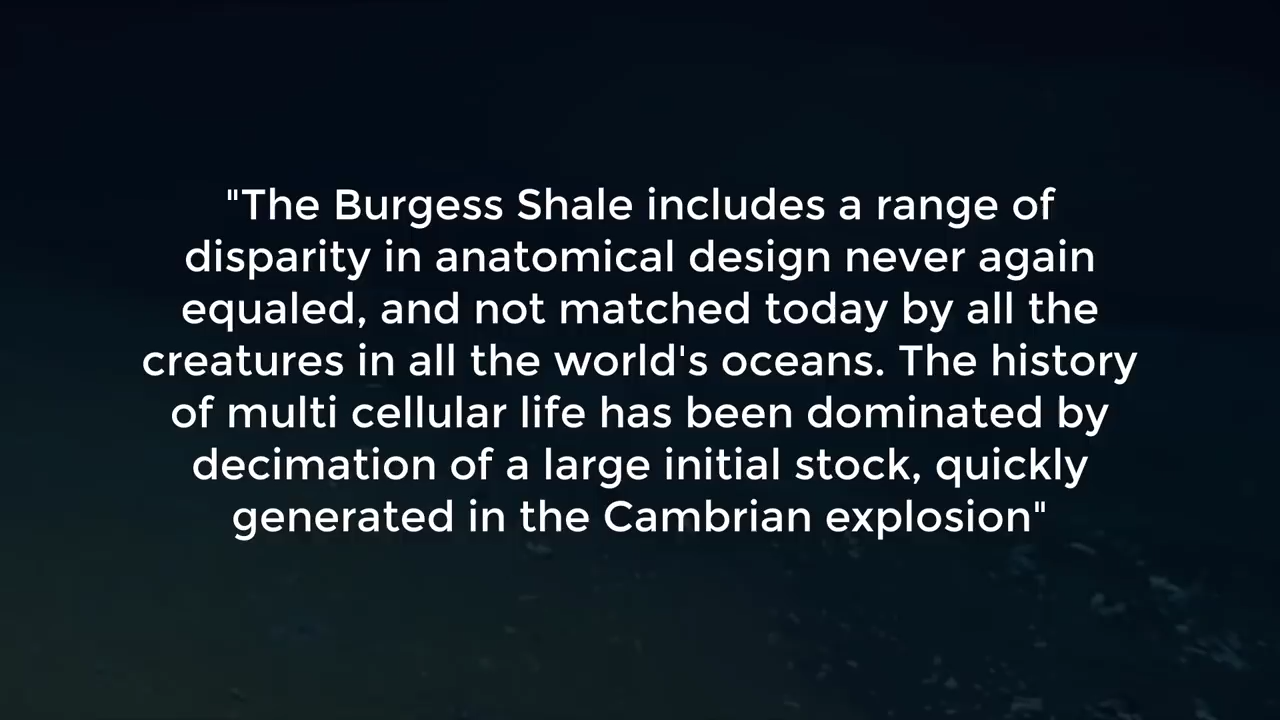 "The Burgess Shale includes a range of
disparity in anatomical design never again
equaled, and not matched today by all the
creatures in all the world's oceans. The history
of multi cellular life has been dominated by
decimation of a large initial stock, quickly
generated in the Cambrian explosion"